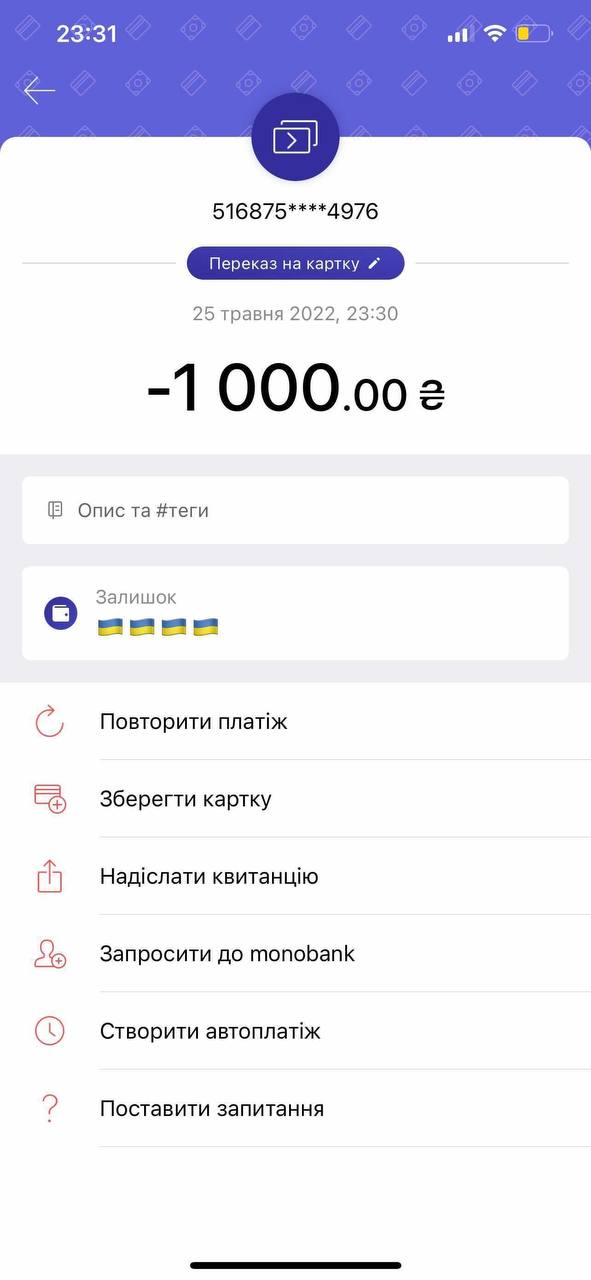 23:31
516875****4976
Переказ на картку
25 травня 2022, 23:30
-1 000.00 ₴
Опис та #теги
Залишок
🇺🇦 🇺🇦 🇺🇦 🇺🇦
Повторити платіж
Зберегти картку
Надіслати квитанцію
Запросити до monobank
Створити автоплатіж
Поставити запитання